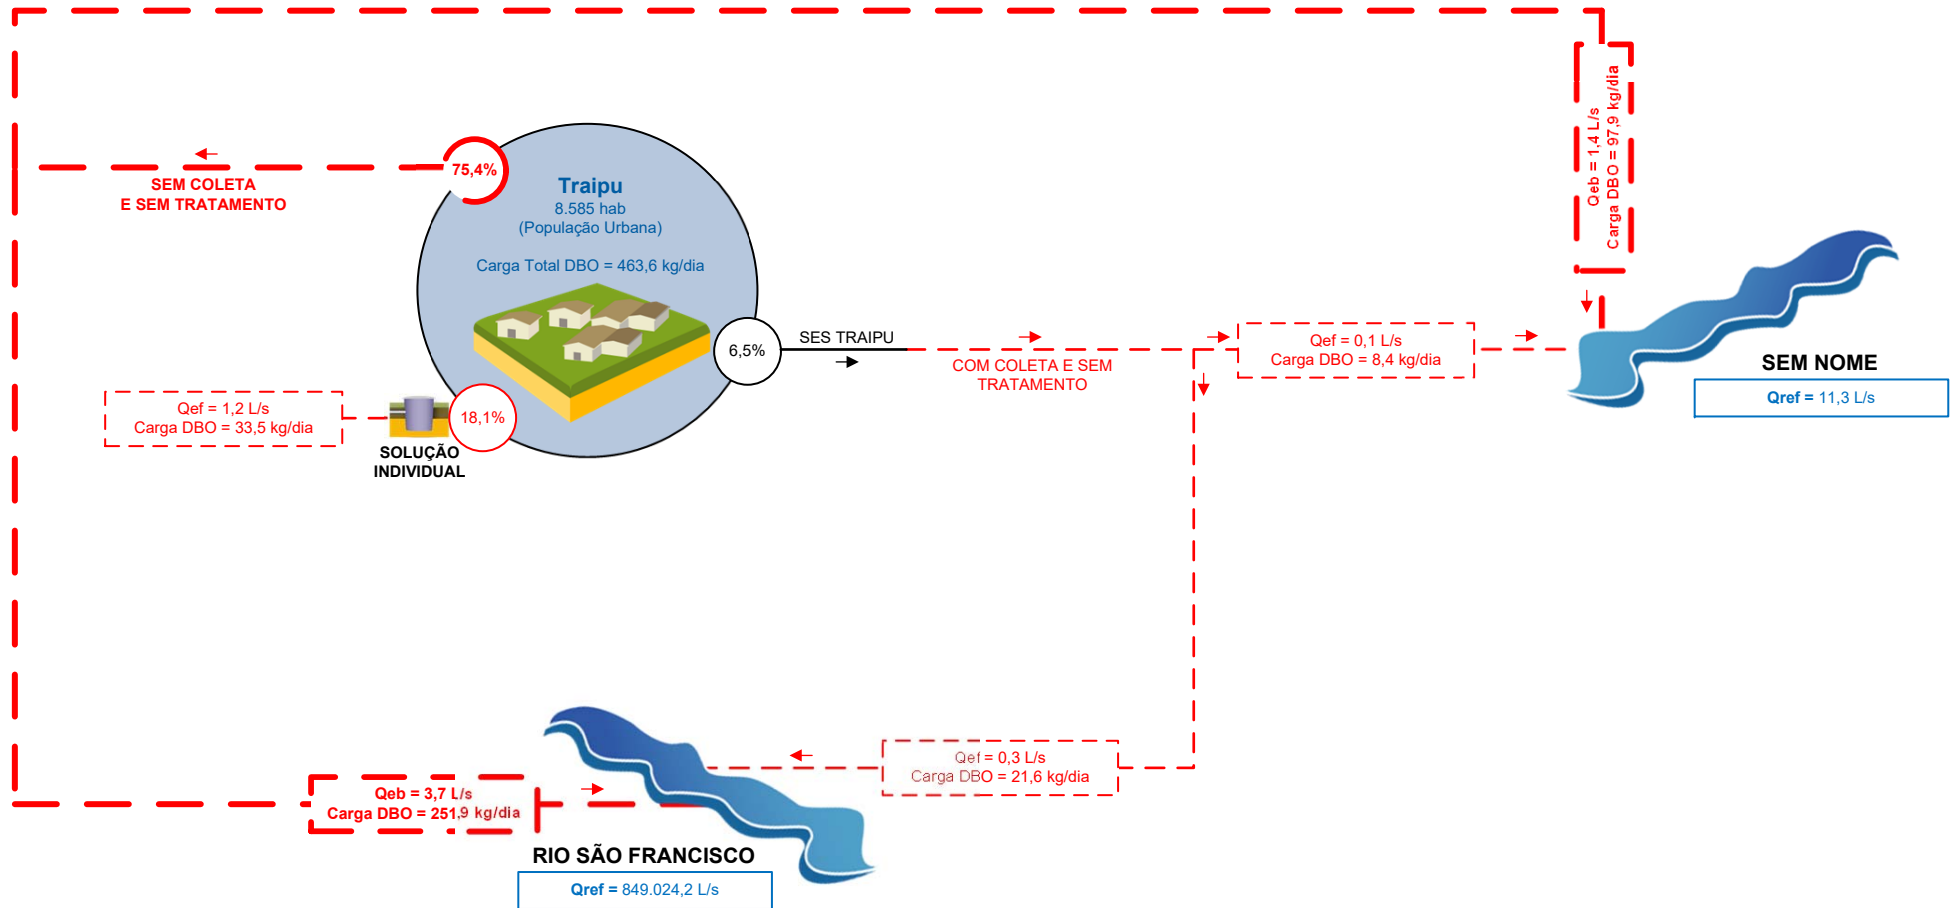 Qeb = 1,4 L/s
Carga DBO = 97,9 kg/dia
75,4%
SEM COLETA
E SEM TRATAMENTO
Traipu
8.585 hab
(População Urbana)
Carga Total DBO = 463,6 kg/dia
6,5%
SES TRAIPU
COM COLETA E SEM
TRATAMENTO
Qef = 0,1 L/s
Carga DBO = 8,4 kg/dia
SEM NOME
Qref = 11,3 L/s
Qef = 1,2 L/s
Carga DBO = 33,5 kg/dia
18,1%
SOLUÇÃO
INDIVIDUAL
Qef = 0,3 L/s
Carga DBO = 21,6 kg/dia
Qeb = 3,7 L/s
Carga DBO = 251,9 kg/dia
RIO SÃO FRANCISCO
Qref = 849.024,2 L/s